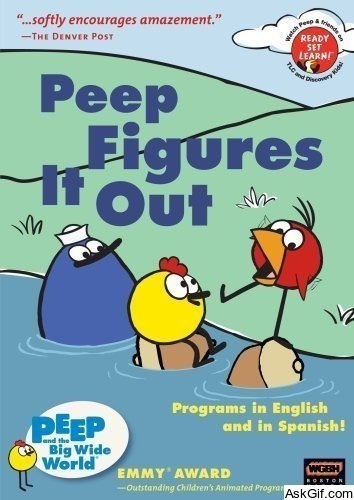 "...softly encourages amazement."
—THE DENVER POST
Watch Peep & friends on
READY
SET
LEARN!
TLC and Discovery Kids!
Peep
Figures
It Out
Programs in English
and in Spanish!
PEEP
and the
Big Wide
World™
EMMY® AWARD
—Outstanding Children's Animated Program
WGBH
BOSTON
AskGif.com